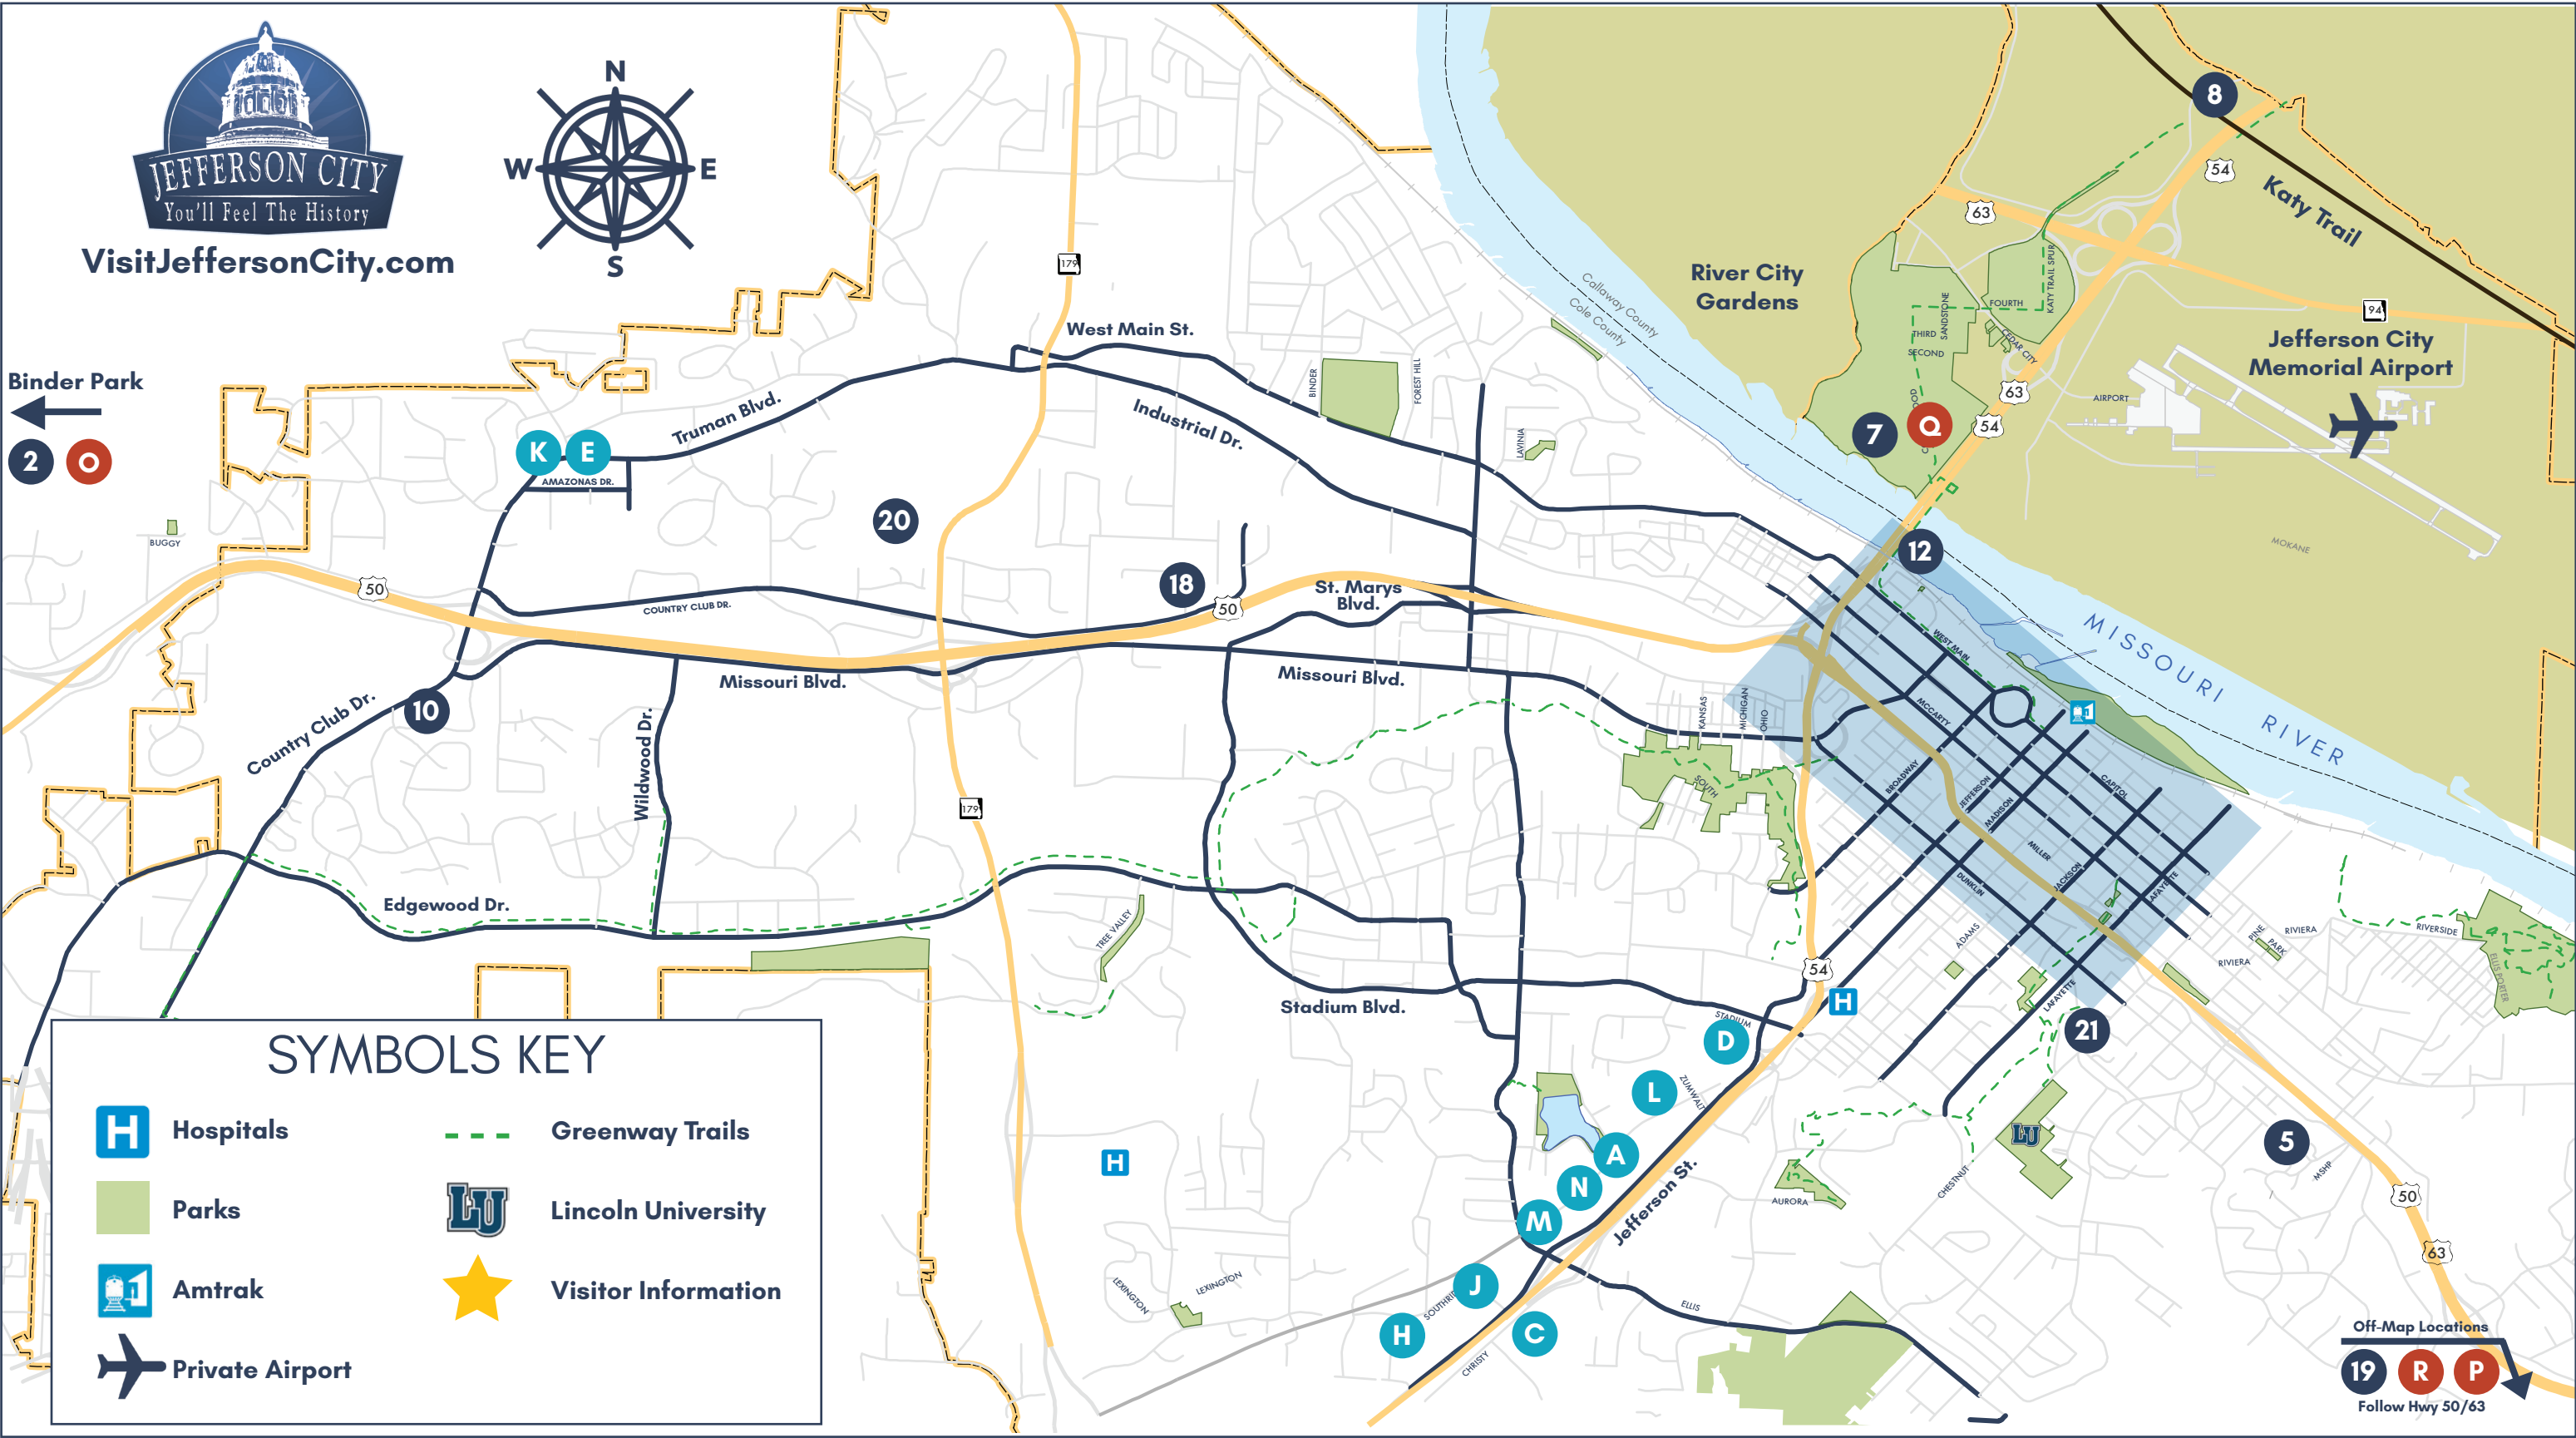 JEFFERSON CITY
You'll Feel The History
VisitJeffersonCity.com
N
W
E
S
8
54
Katy Trail
63
179
River City
Gardens
Callaway County
Cole County
KATY TRAIL SPUR
FOURTH
SANDSTONE
THIRD
SECOND
CEDAR CITY
94
Jefferson City
Memorial Airport
West Main St.
Binder Park
2
O
Truman Blvd.
Industrial Dr.
BINDER
FOREST HILL
63
AIRPORT
7
Q
54
LAVINIA
K
E
AMAZONAS DR.
20
BUGGY
12
MOKANE
50
18
50
COUNTRY CLUB DR.
St. Marys
Blvd.
MISSOURI RIVER
WEST MAIN
Missouri Blvd.
Missouri Blvd.
10
Country Club Dr.
Wildwood Dr.
KANSAS
MICHIGAN
OHIO
MCCARTY
SOUTH
BROADWAY
JEFFERSON
MADISON
CAPITOL
179
MILLER
DUNKLIN
JACKSON
LAFAYETTE
Edgewood Dr.
TREE VALLEY
ADAMS
PINE
PARK
RIVIERA
RIVIERA
RIVERSIDE
ELLIS PORTER
54
H
LAFAYETTE
Stadium Blvd.
STADIUM
D
21
L
ZUMWALT
SYMBOLS KEY
H
Hospitals
Greenway Trails
Parks
LU
Lincoln University
Amtrak
Visitor Information
Private Airport
H
A
N
M
Jefferson St.
LU
5
MSHP
CHESTNUT
AURORA
50
63
LEXINGTON
LEXINGTON
J
H
C
CHRISTY
ELLIS
Off-Map Locations
19
R
P
Follow Hwy 50/63